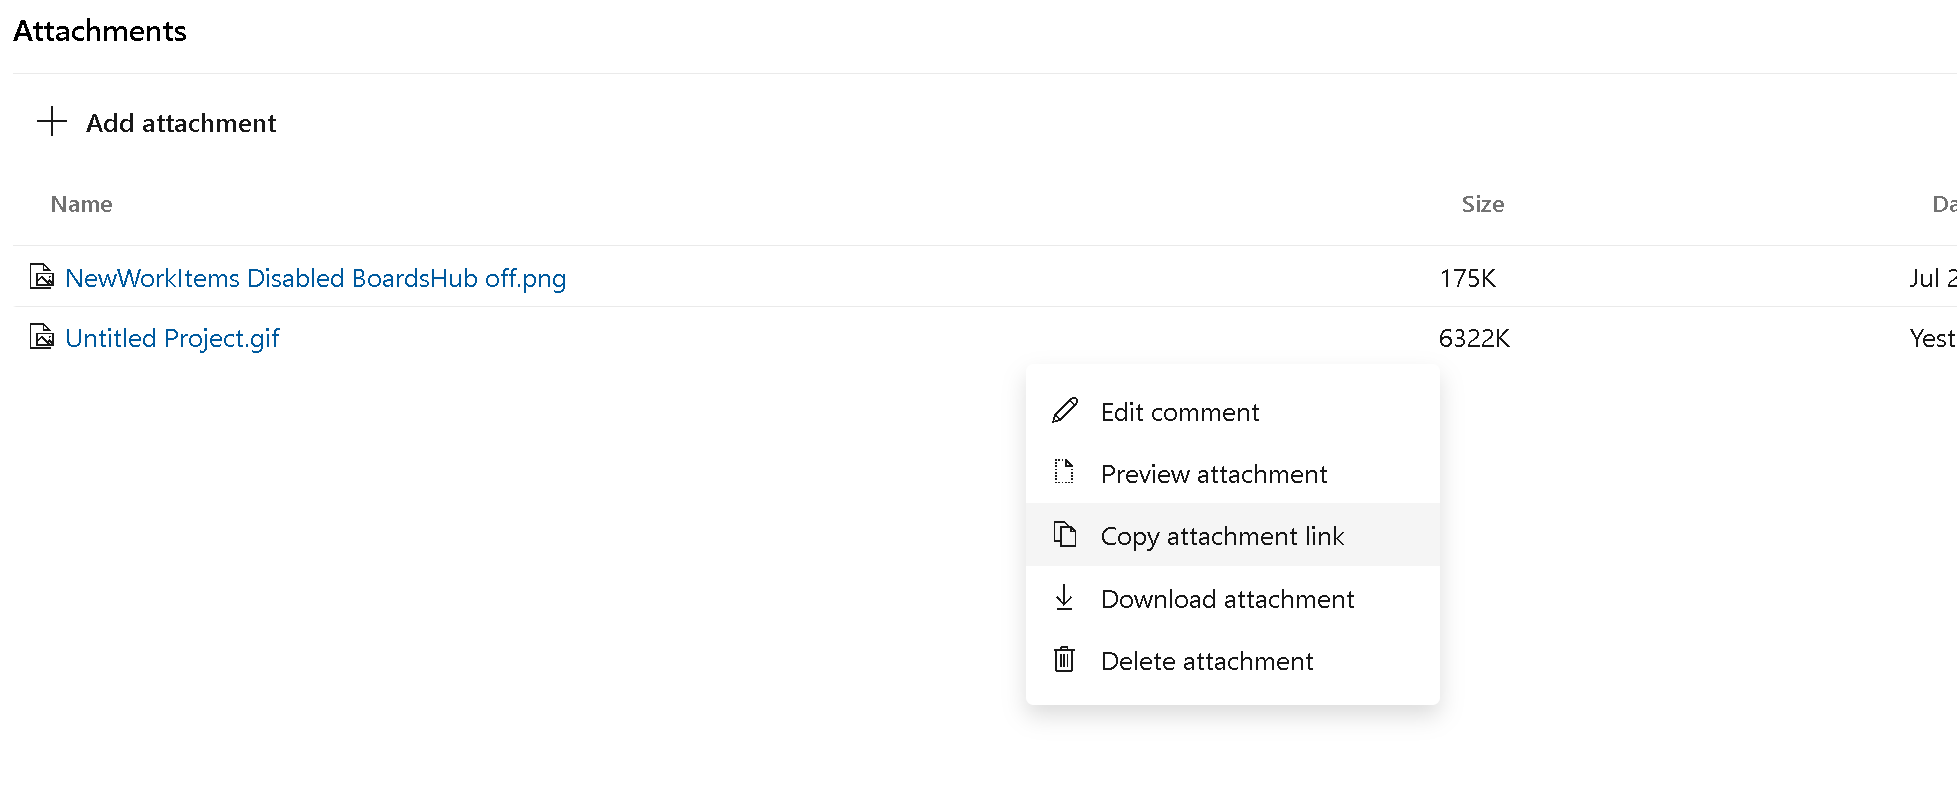 Attachments
Add attachment
Name Size Da
NewWorkItems Disabled BoardsHub off.png 175K Jul 2
Untitled Project.gif 6322K Yest
Edit comment
Preview attachment
Copy attachment link
Download attachment
Delete attachment